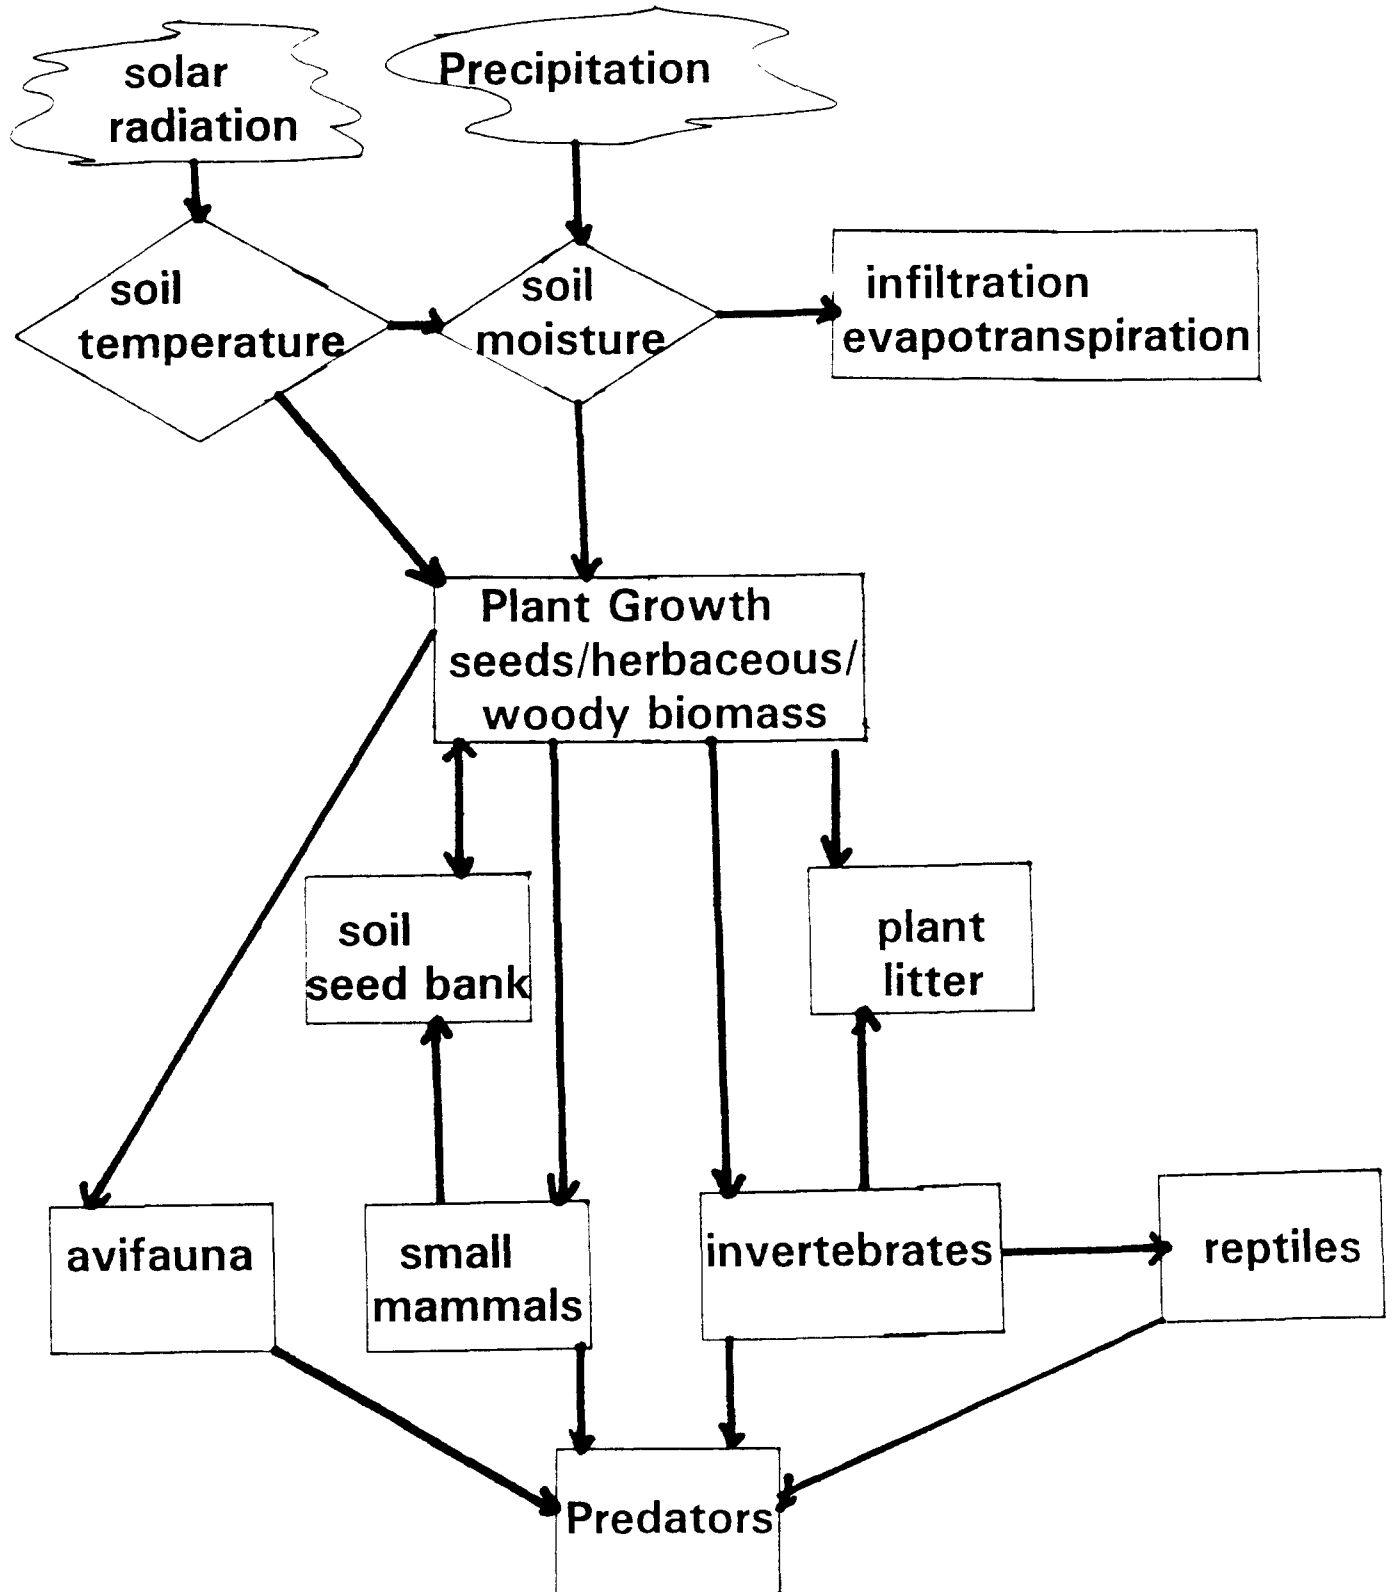 solar
radiation
Precipitation
soil
temperature
soil
moisture
infiltration
evapotranspiration
Plant Growth
seeds/herbaceous/
woody biomass
soil
seed bank
plant
litter
avifauna
small
mammals
invertebrates
reptiles
Predators